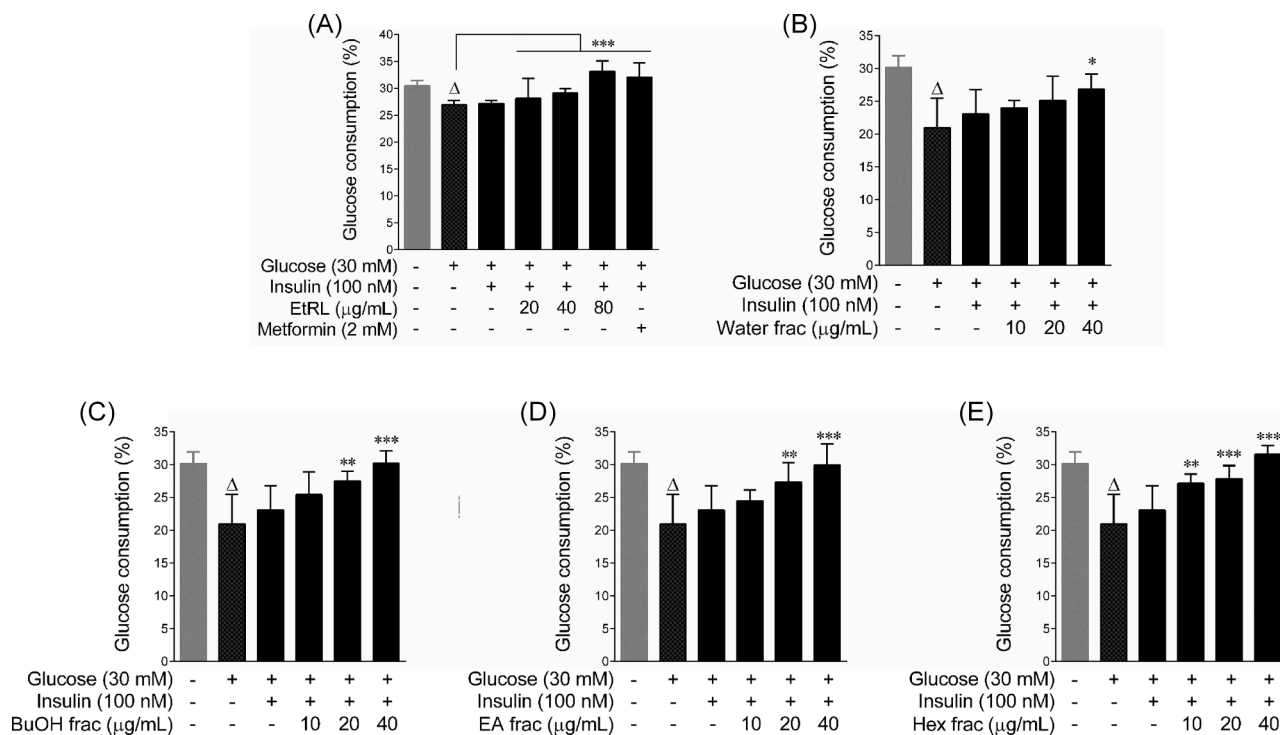 (A)
Glucose consumption (%)
40
35
30
25
20
15
10
5
0
Δ
***
Glucose (30 mM) - + + + + + +
Insulin (100 nM) - - + + + + +
EtRL (μg/mL) - - - 20 40 80 -
Metformin (2 mM) - - - - - - +
(B)
Glucose consumption (%)
35
30
25
20
15
10
5
0
Δ
*
Glucose (30 mM) - + + + + +
Insulin (100 nM) - - + + + +
Water frac (μg/mL) - - - 10 20 40
(C)
Glucose consumption (%)
35
30
25
20
15
10
5
0
Δ
**
***
Glucose (30 mM) - + + + + +
Insulin (100 nM) - - + + + +
BuOH frac (μg/mL) - - - 10 20 40
(D)
Glucose consumption (%)
35
30
25
20
15
10
5
0
Δ
**
***
Glucose (30 mM) - + + + + +
Insulin (100 nM) - - + + + +
EA frac (μg/mL) - - - 10 20 40
(E)
Glucose consumption (%)
35
30
25
20
15
10
5
0
Δ
**
***
***
Glucose (30 mM) - + + + + +
Insulin (100 nM) - - + + + +
Hex frac (μg/mL) - - - 10 20 40